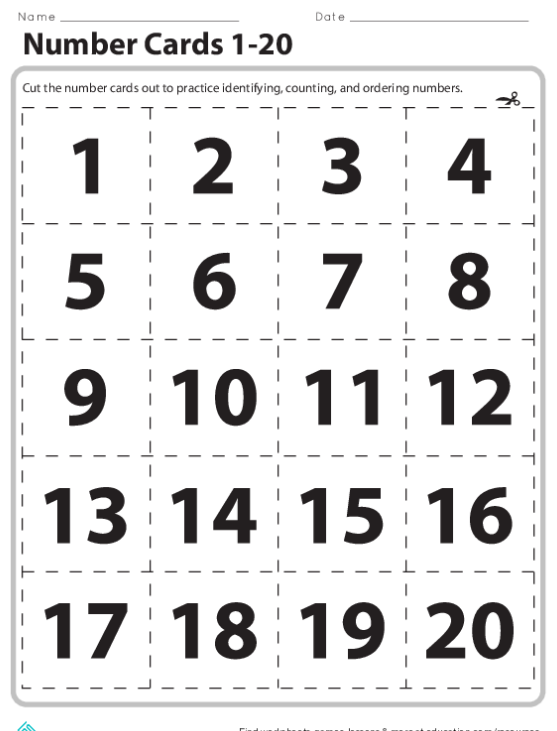 Name Date
Number Cards 1-20
Cut the number cards out to practice identifying, counting, and ordering numbers.
1 2 3 4
5 6 7 8
9 10 11 12
13 14 15 16
17 18 19 20